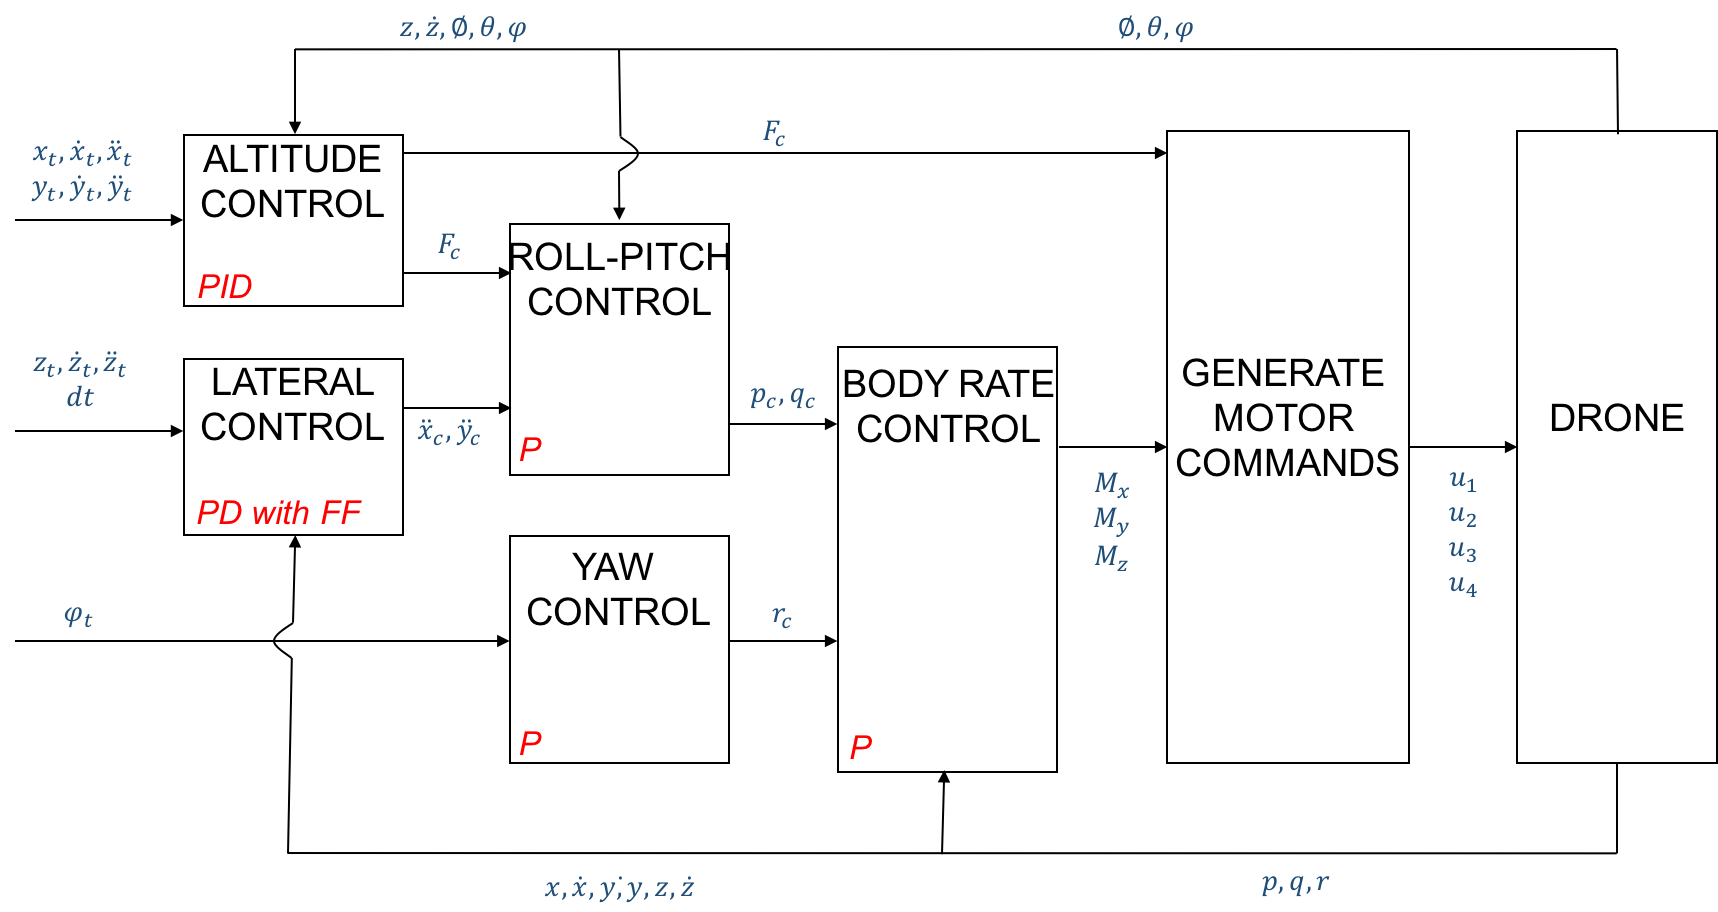 z, ż, ∅, θ, φ
∅, θ, φ
x_t, ẋ_t, ẍ_t
y_t, ẏ_t, ÿ_t
ALTITUDE
CONTROL
PID
F_c
F_c
ROLL-PITCH
CONTROL
P
z_t, ż_t, z̈_t
dt
LATERAL
CONTROL
PD with FF
ẍ_c, ÿ_c
p_c, q_c
BODY RATE
CONTROL
P
M_x
M_y
M_z
GENERATE
MOTOR
COMMANDS
u_1
u_2
u_3
u_4
DRONE
φ_t
YAW
CONTROL
P
r_c
x, ẋ, y,̇ y, z, ż
p, q, r